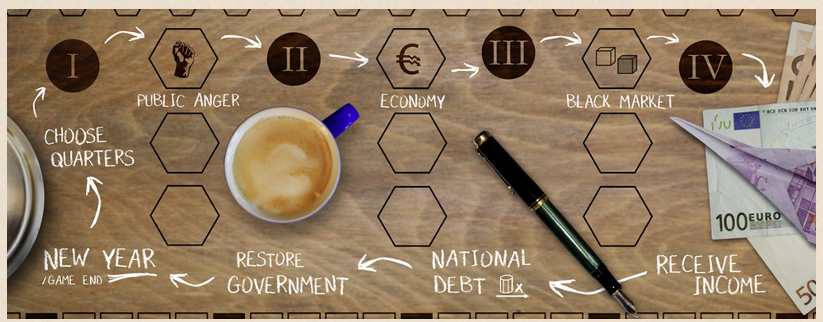 I
II
III
IV
€
PUBLIC ANGER
ECONOMY
BLACK MARKET
CHOOSE
QUARTERS
100 EURO
NEW YEAR
/GAME END
RESTORE
GOVERNMENT
NATIONAL
DEBT
x
RECEIVE
INCOME
50